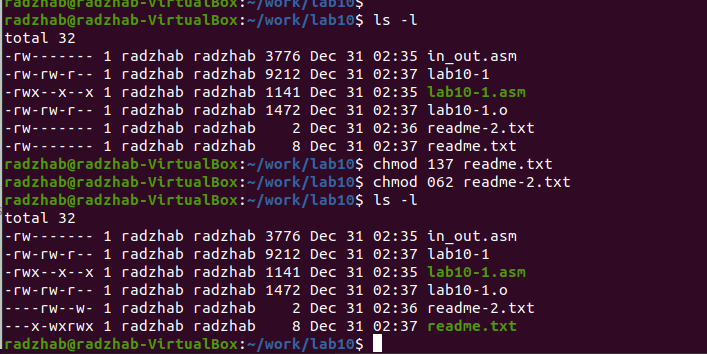 radzhab@radzhab-VirtualBox:~/work/lab10$
radzhab@radzhab-VirtualBox:~/work/lab10$ ls -l
total 32
-rw------- 1 radzhab radzhab 3776 Dec 31 02:35 in_out.asm
-rw-rw-r-- 1 radzhab radzhab 9212 Dec 31 02:37 lab10-1
-rwx--x--x 1 radzhab radzhab 1141 Dec 31 02:35 lab10-1.asm
-rw-rw-r-- 1 radzhab radzhab 1472 Dec 31 02:37 lab10-1.o
-rw------- 1 radzhab radzhab    2 Dec 31 02:36 readme-2.txt
-rw------- 1 radzhab radzhab    8 Dec 31 02:37 readme.txt
radzhab@radzhab-VirtualBox:~/work/lab10$ chmod 137 readme.txt
radzhab@radzhab-VirtualBox:~/work/lab10$ chmod 062 readme-2.txt
radzhab@radzhab-VirtualBox:~/work/lab10$ ls -l
total 32
-rw------- 1 radzhab radzhab 3776 Dec 31 02:35 in_out.asm
-rw-rw-r-- 1 radzhab radzhab 9212 Dec 31 02:37 lab10-1
-rwx--x--x 1 radzhab radzhab 1141 Dec 31 02:35 lab10-1.asm
-rw-rw-r-- 1 radzhab radzhab 1472 Dec 31 02:37 lab10-1.o
----rw--w- 1 radzhab radzhab    2 Dec 31 02:36 readme-2.txt
---x-wxrwx 1 radzhab radzhab    8 Dec 31 02:37 readme.txt
radzhab@radzhab-VirtualBox:~/work/lab10$